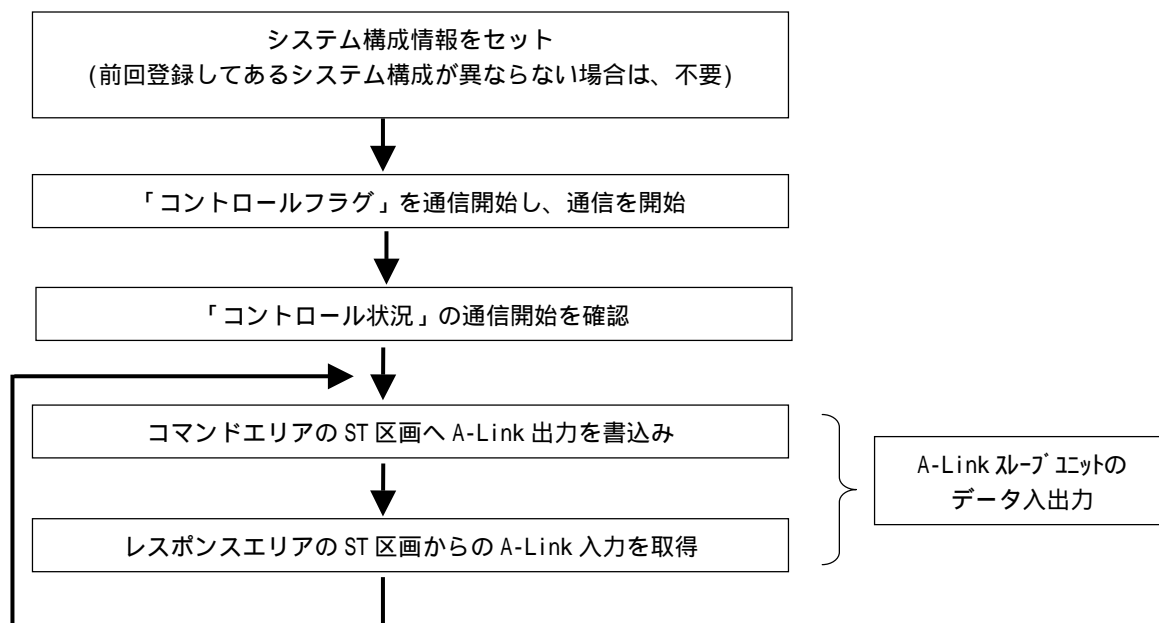 システム構成情報をセット
(前回登録してあるシステム構成が異ならない場合は、不要)
「コントロールフラグ」を通信開始し、通信を開始
「コントロール状況」の通信開始を確認
コマンドエリアの ST 区画へ A-Link 出力を書込み
レスポンスエリアの ST 区画からの A-Link 入力を取得
A-Link ｽﾚｰﾌﾞﾕﾆｯﾄの
データ入出力